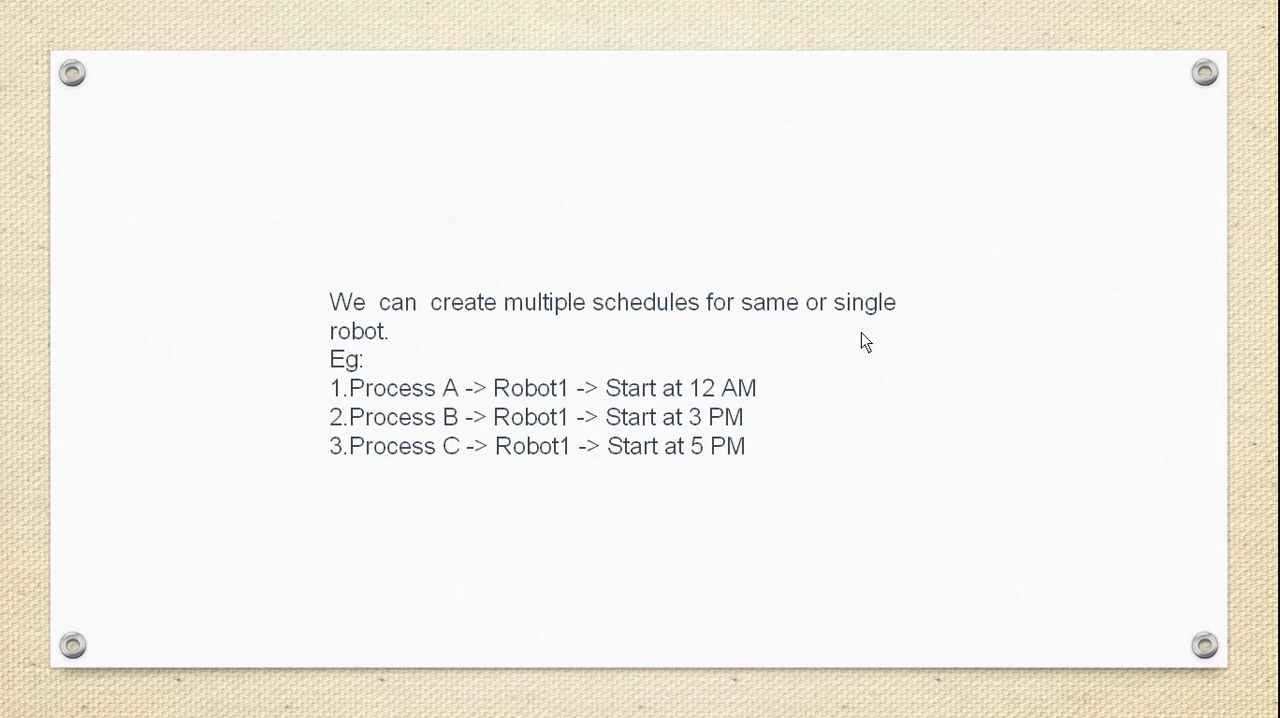 We  can  create multiple schedules for same or single
robot.
Eg:
1.Process A -> Robot1 -> Start at 12 AM
2.Process B -> Robot1 -> Start at 3 PM
3.Process C -> Robot1 -> Start at 5 PM